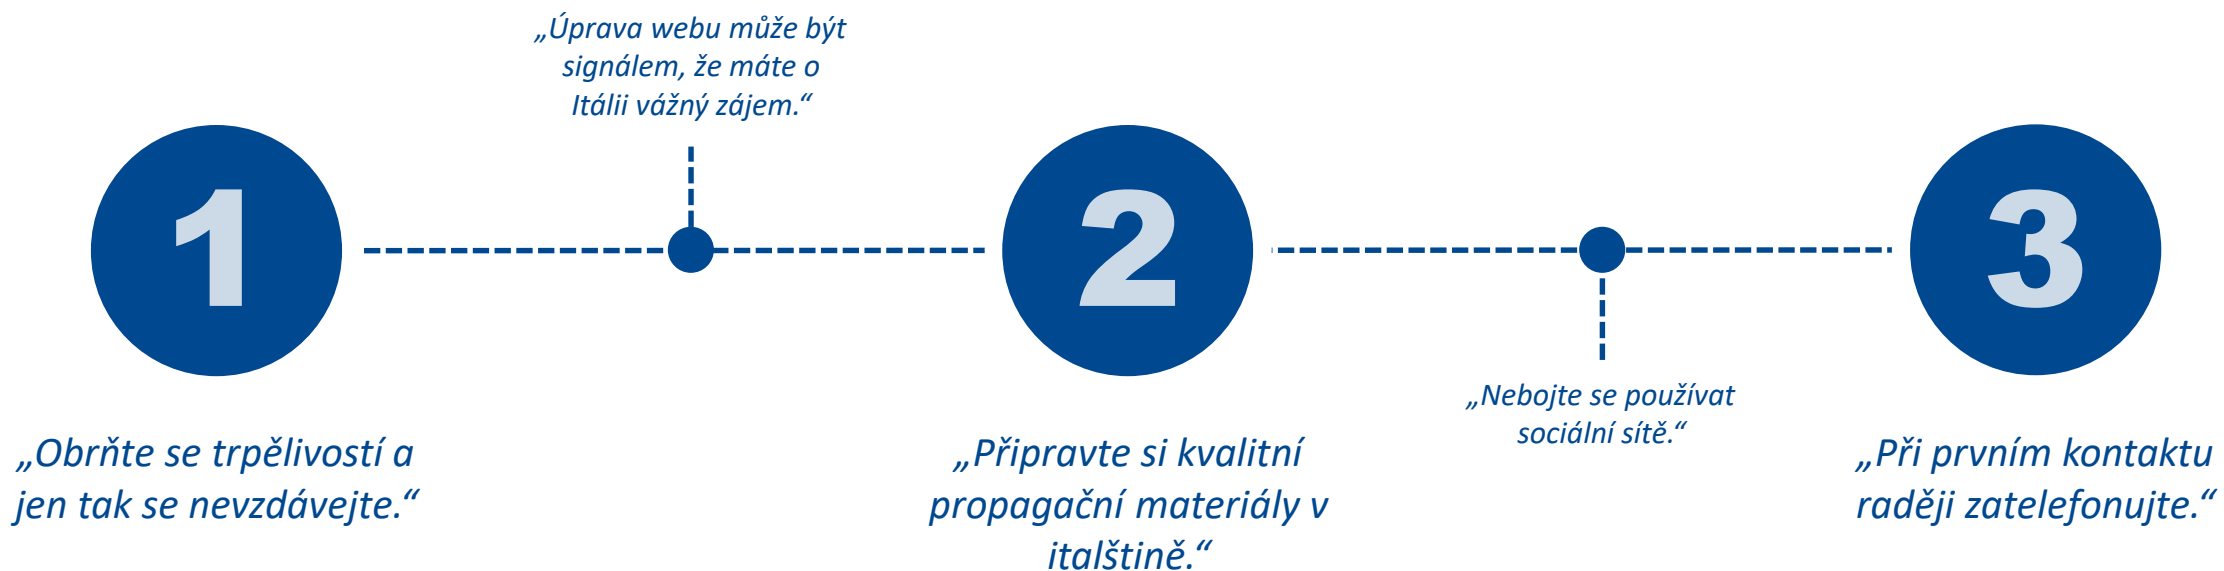 „Úprava webu může být
signálem, že máte o
Itálii vážný zájem.“
1
2
3
„Obrňte se trpělivostí a
jen tak se nevzdávejte.“
„Připravte si kvalitní
propagační materiály v
italštině.“
„Nebojte se používat
sociální sítě.“
„Při prvním kontaktu
raději zatelefonujte.“